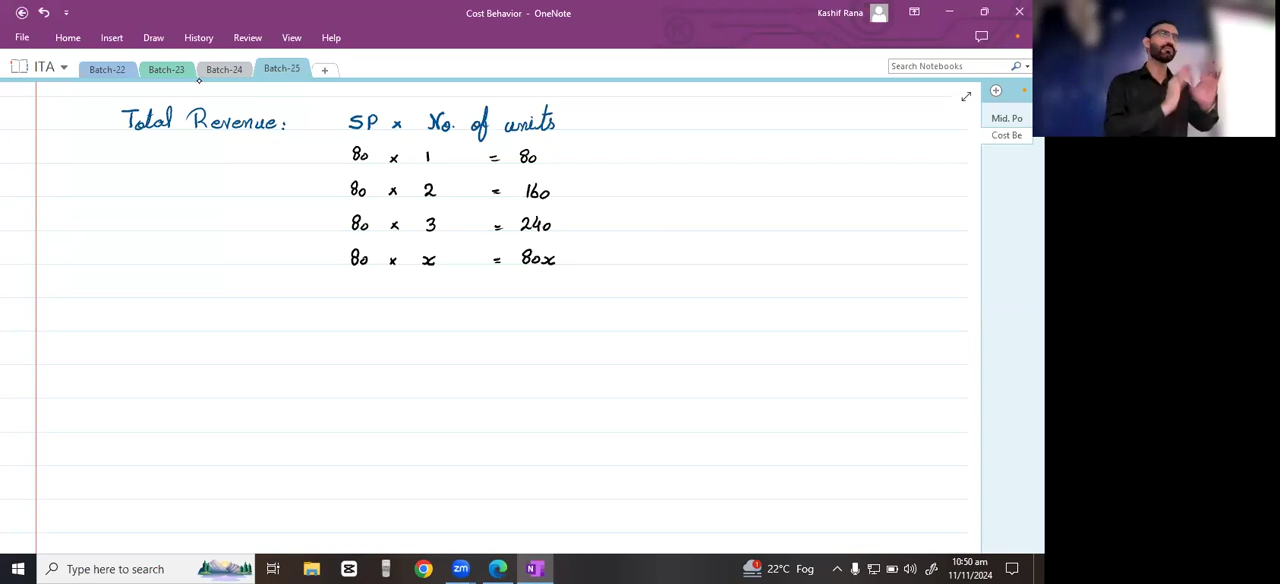 Cost Behavior - OneNote
Kashif Rana
File Home Insert Draw History Review View Help
ITA Batch-22 Batch-23 Batch-24 Batch-25
Search Notebooks
Mid. Po
Cost Be
Total Revenue: SP x No. of units
80 x 1 = 80
80 x 2 = 160
80 x 3 = 240
80 x x = 80x
Type here to search
22°C Fog
10:50 am
11/11/2024